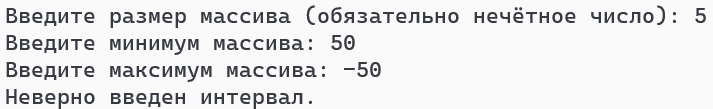 Введите размер массива (обязательно нечётное число): 5
Введите минимум массива: 50
Введите максимум массива: -50
Неверно введен интервал.